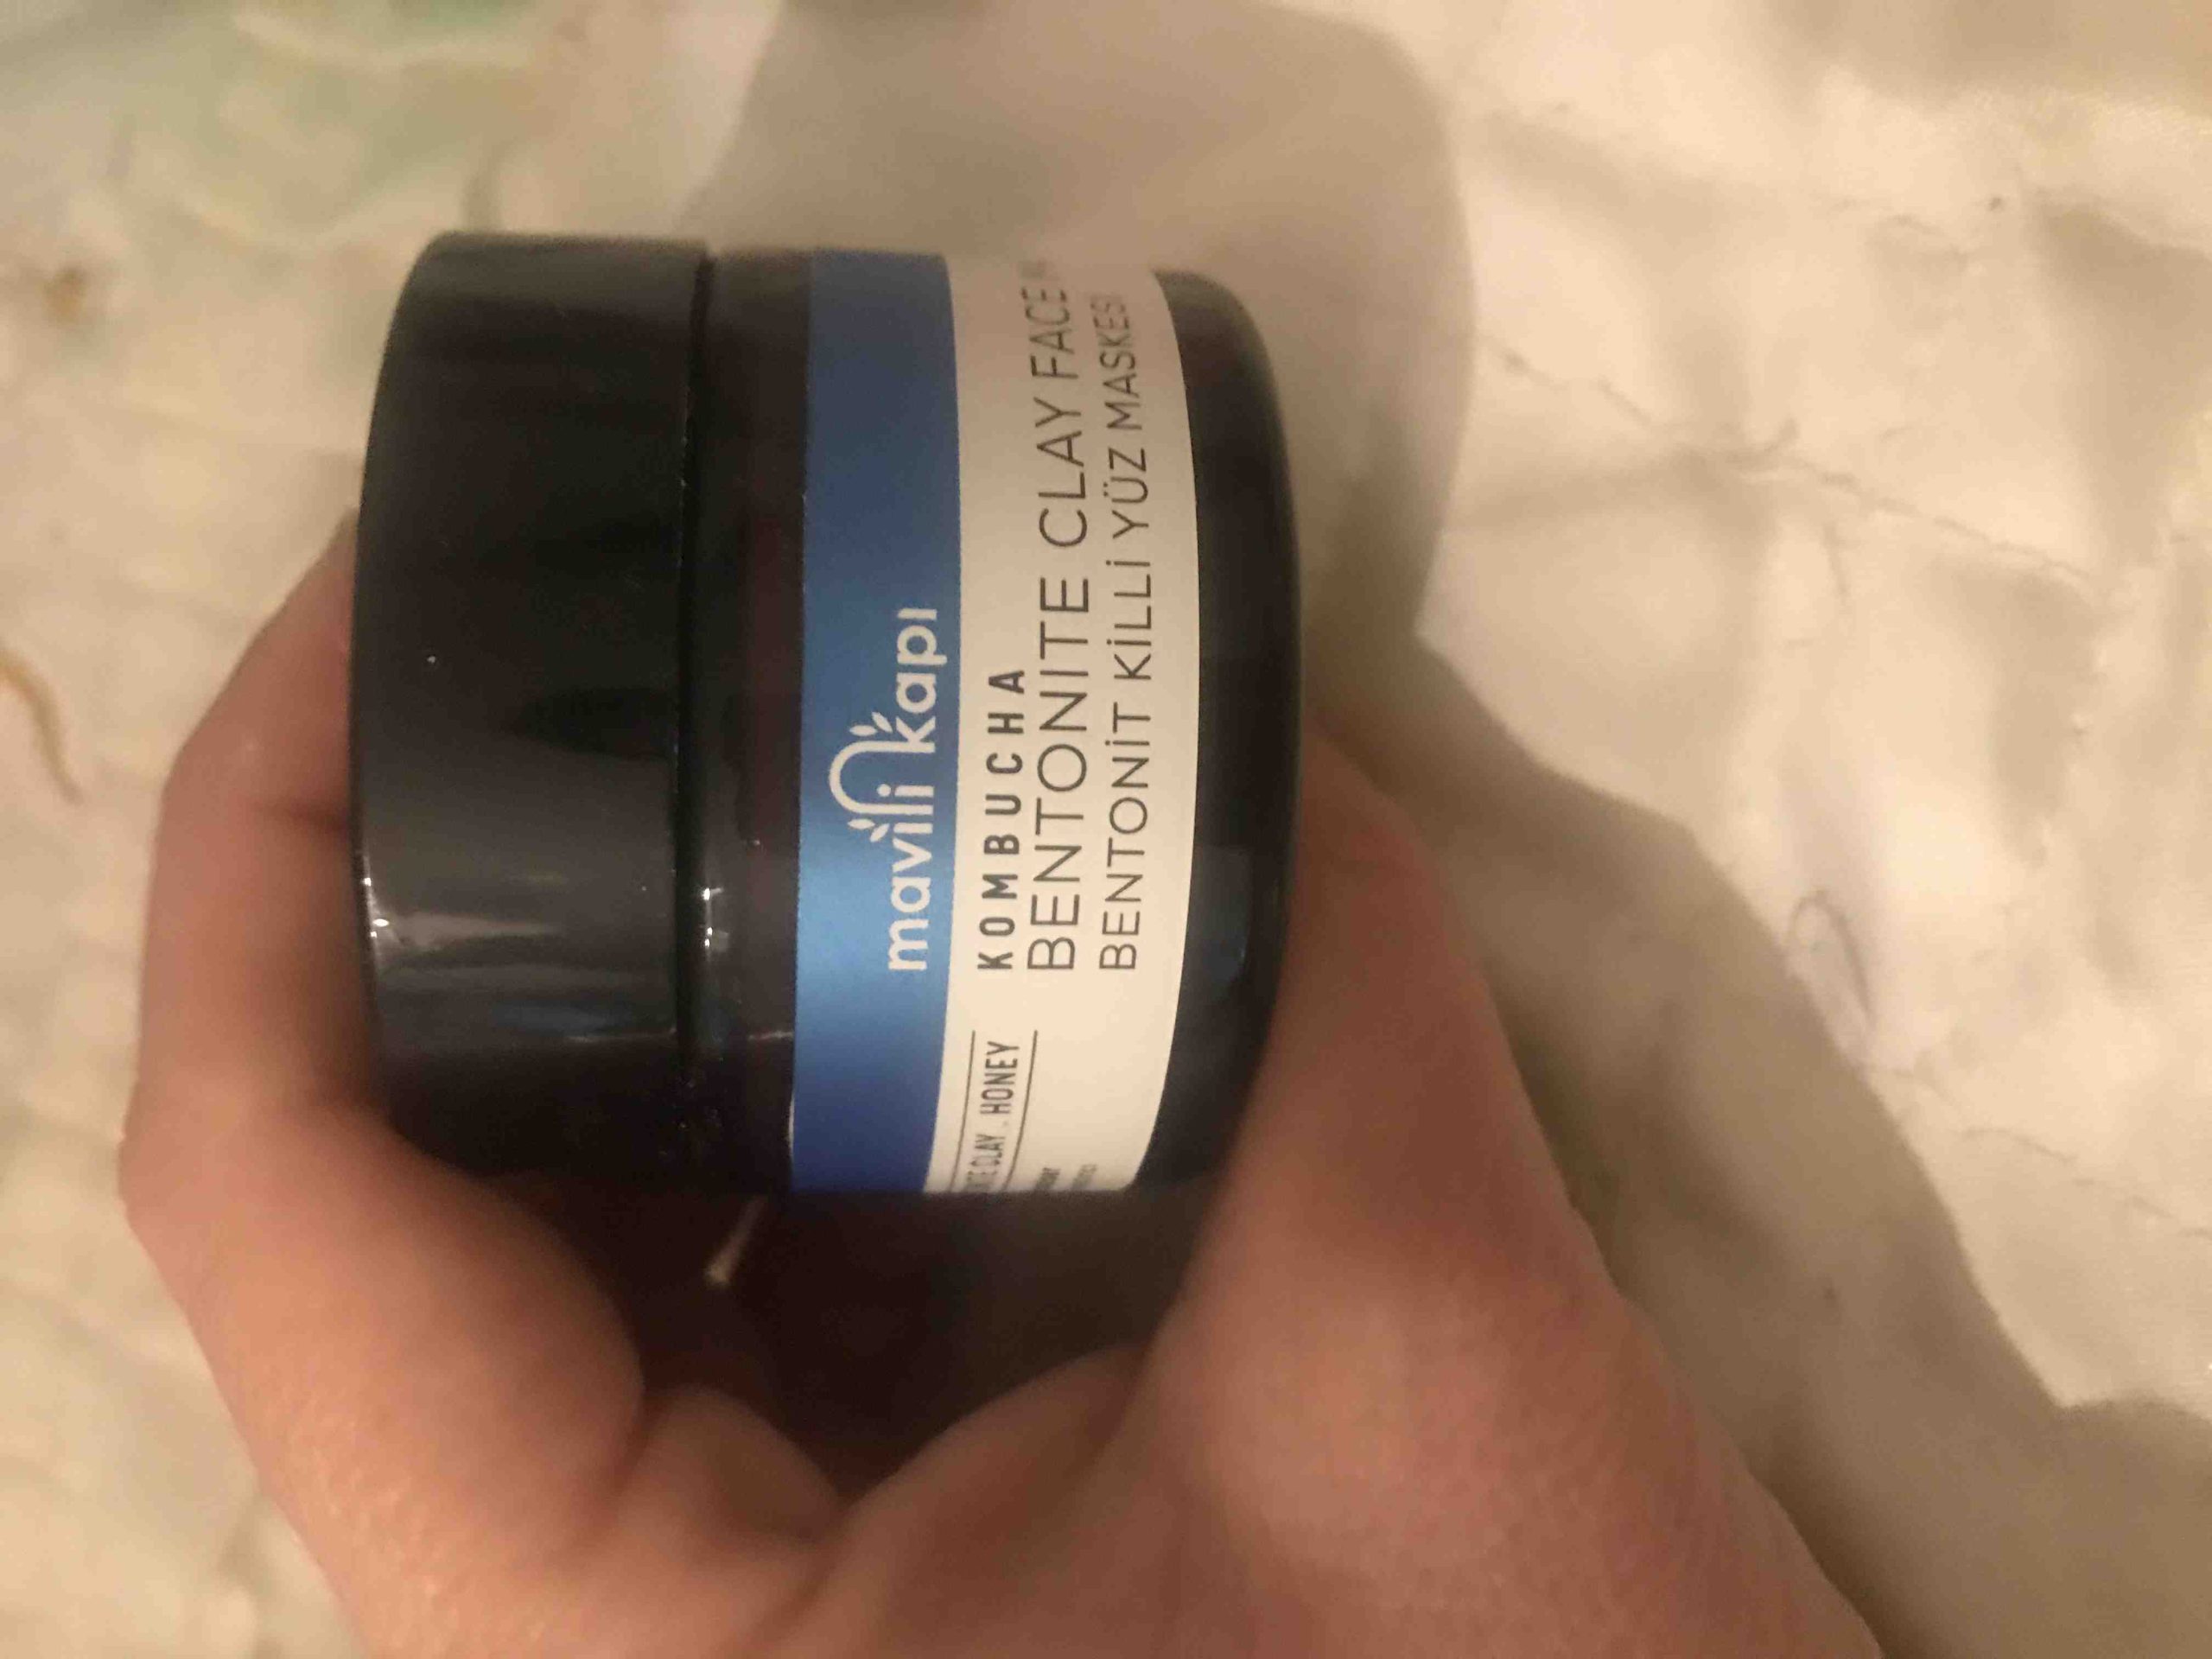 mavili kapı
KOMBUCHA
BENTONITE CLAY FACE
BENTONİT KİLLİ YÜZ MASKESİ
CLAY . HONEY